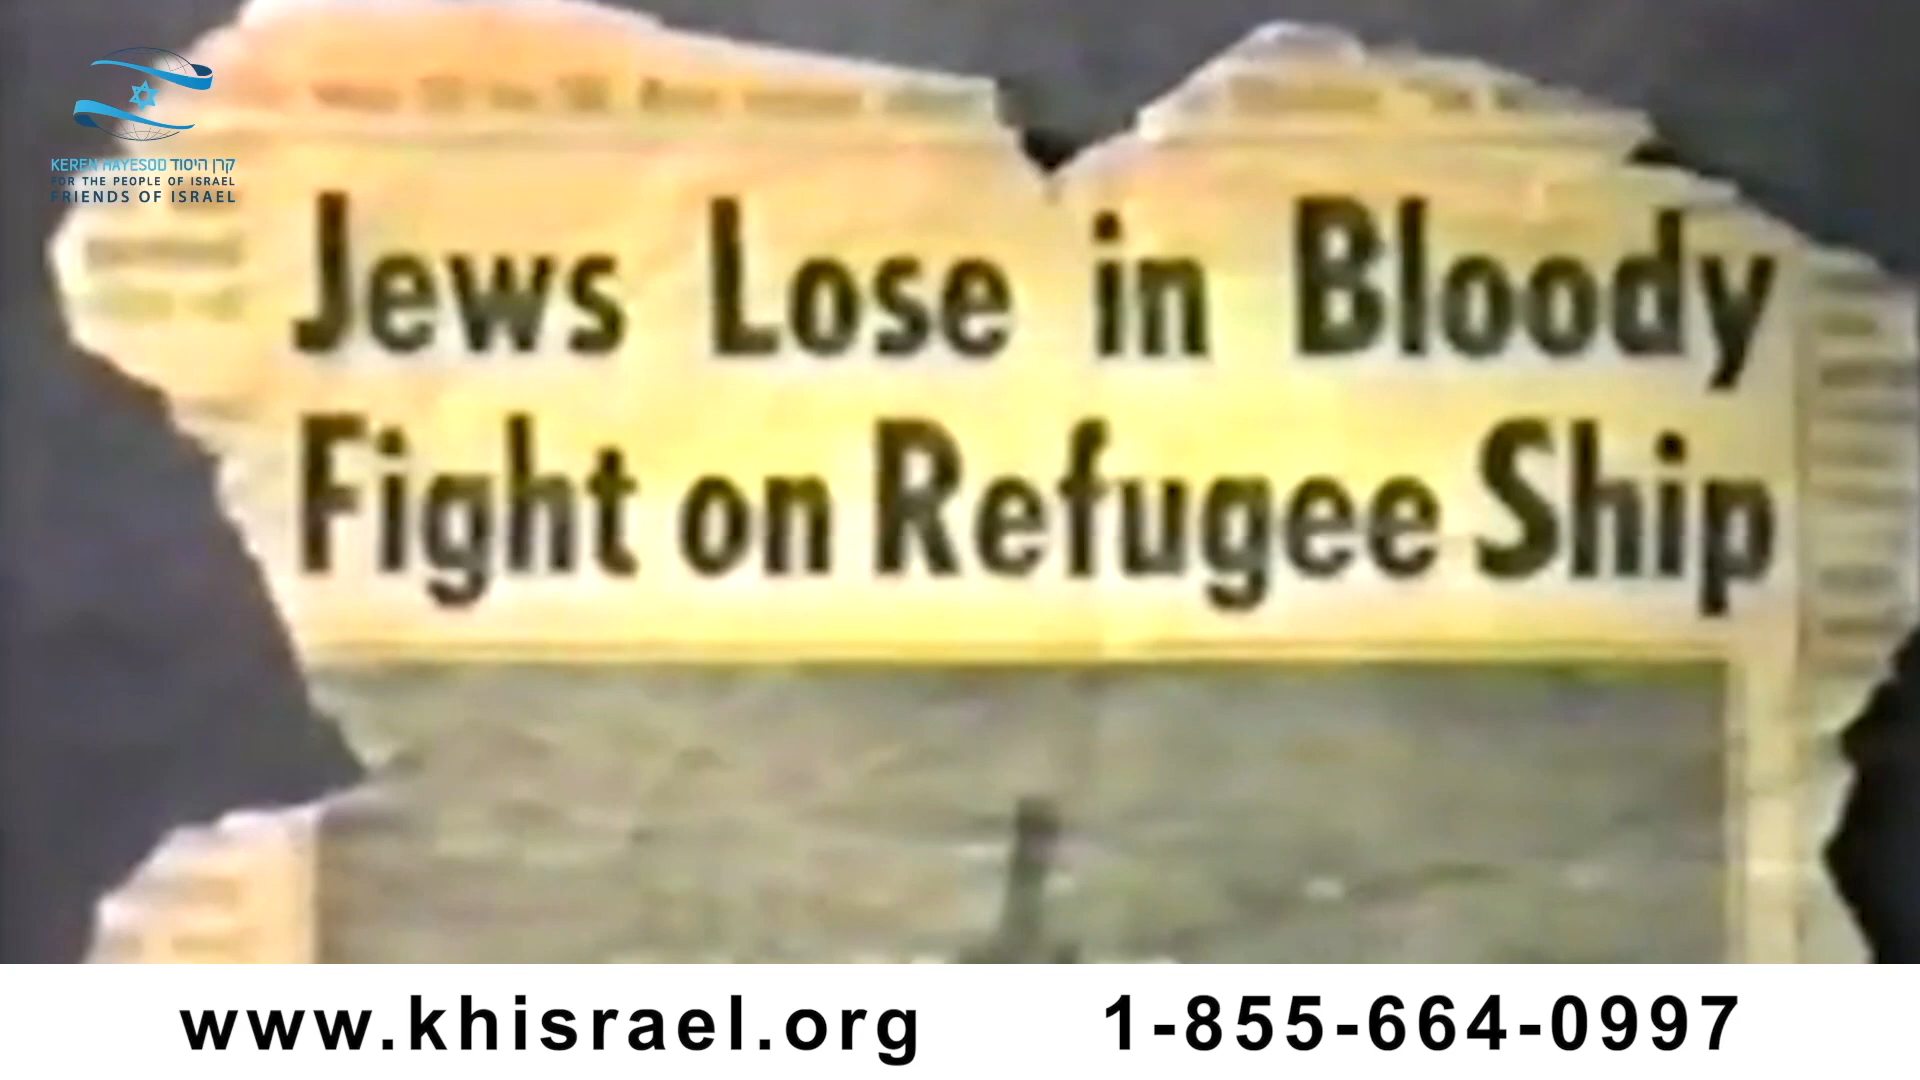 KEREN HAYESOD קרן היסוד
FOR THE PEOPLE OF ISRAEL
FRIENDS OF ISRAEL
Jews Lose in Bloody
Fight on Refugee Ship
www.khisrael.org 1-855-664-0997